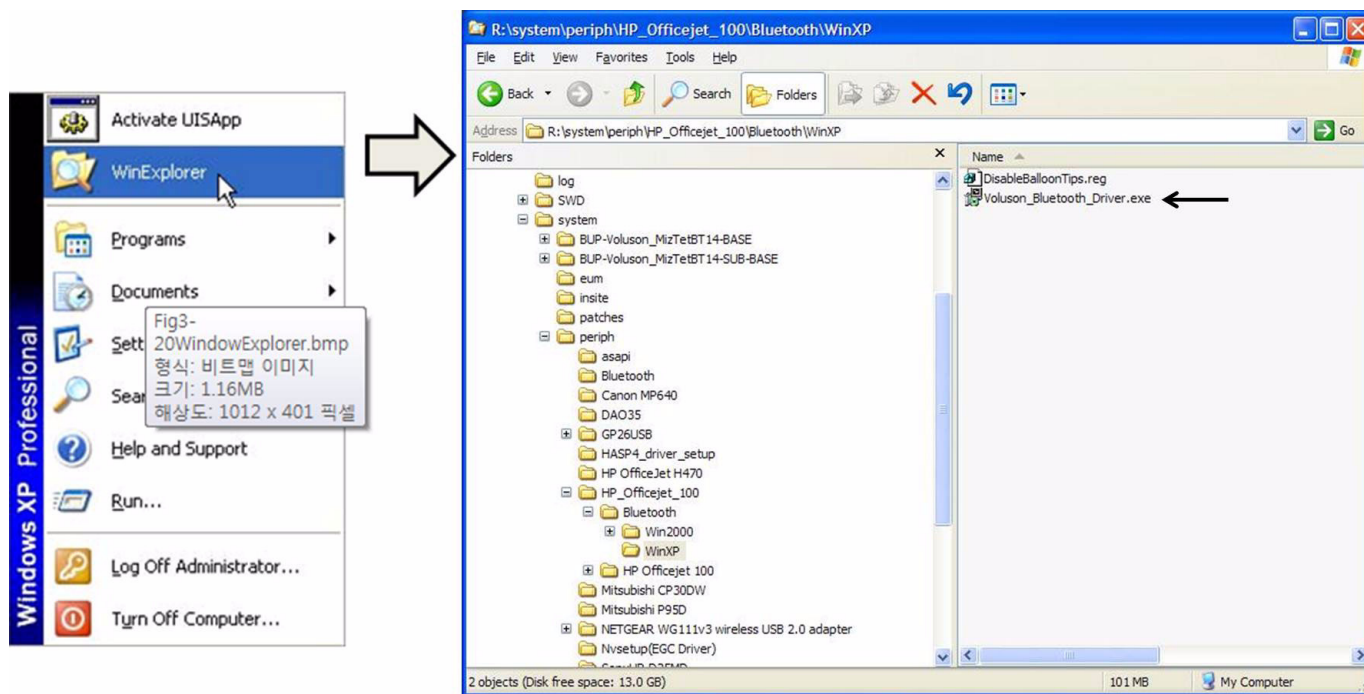 Activate UISApp
WinExplorer
Programs
Documents
Sett
Sear
Help and Support
Run...
Log Off Administrator...
Turn Off Computer...
Windows XP Professional
Fig3-
20WindowExplorer.bmp
형식: 비트맵 이미지
크기: 1.16MB
해상도: 1012 x 401 픽셀
R:\system\periph\HP_Officejet_100\Bluetooth\WinXP
File Edit View Favorites Tools Help
Back Search Folders
Address R:\system\periph\HP_Officejet_100\Bluetooth\WinXP Go
Folders
log
SWD
system
BUP-Voluson_MizTetBT14-BASE
BUP-Voluson_MizTetBT14-SUB-BASE
eum
insite
patches
periph
asapi
Bluetooth
Canon MP640
DAO35
GP26USB
HASP4_driver_setup
HP OfficeJet H470
HP_Officejet_100
Bluetooth
Win2000
WinXP
HP Officejet 100
Mitsubishi CP30DW
Mitsubishi P95D
NETGEAR WG111v3 wireless USB 2.0 adapter
Nvsetup(EGC Driver)
Name
DisableBalloonTips.reg
Voluson_Bluetooth_Driver.exe
2 objects (Disk free space: 13.0 GB) 101 MB My Computer